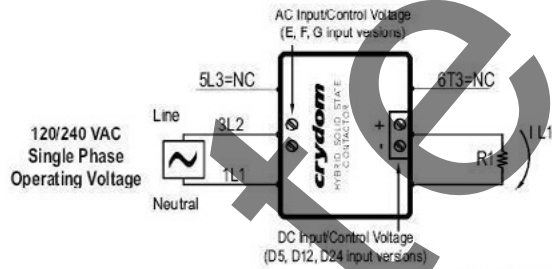 AC Input/Control Voltage
(E, F, G input versions)
5L3=NC
6T3=NC
Line
3L2
120/240 VAC
Single Phase
Operating Voltage
1L1
Neutral
crydom
HYBRID SOLID STATE
CONTACTOR
+
-
R1
I L1
DC Input/Control Voltage
(D5, D12, D24 input versions)